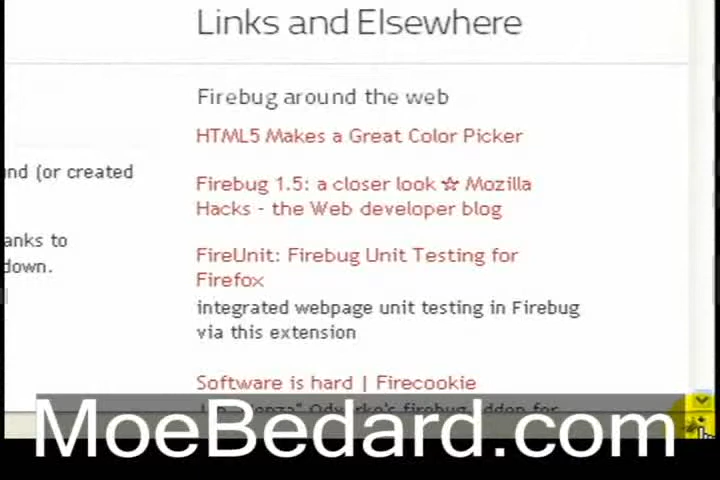 Links and Elsewhere
Firebug around the web
HTML5 Makes a Great Color Picker
nd (or created
Firebug 1.5: a closer look ☆ Mozilla
Hacks - the Web developer blog
anks to
down.
FireUnit: Firebug Unit Testing for
Firefox
integrated webpage unit testing in Firebug
via this extension
Software is hard | Firecookie
MoeBedard.com